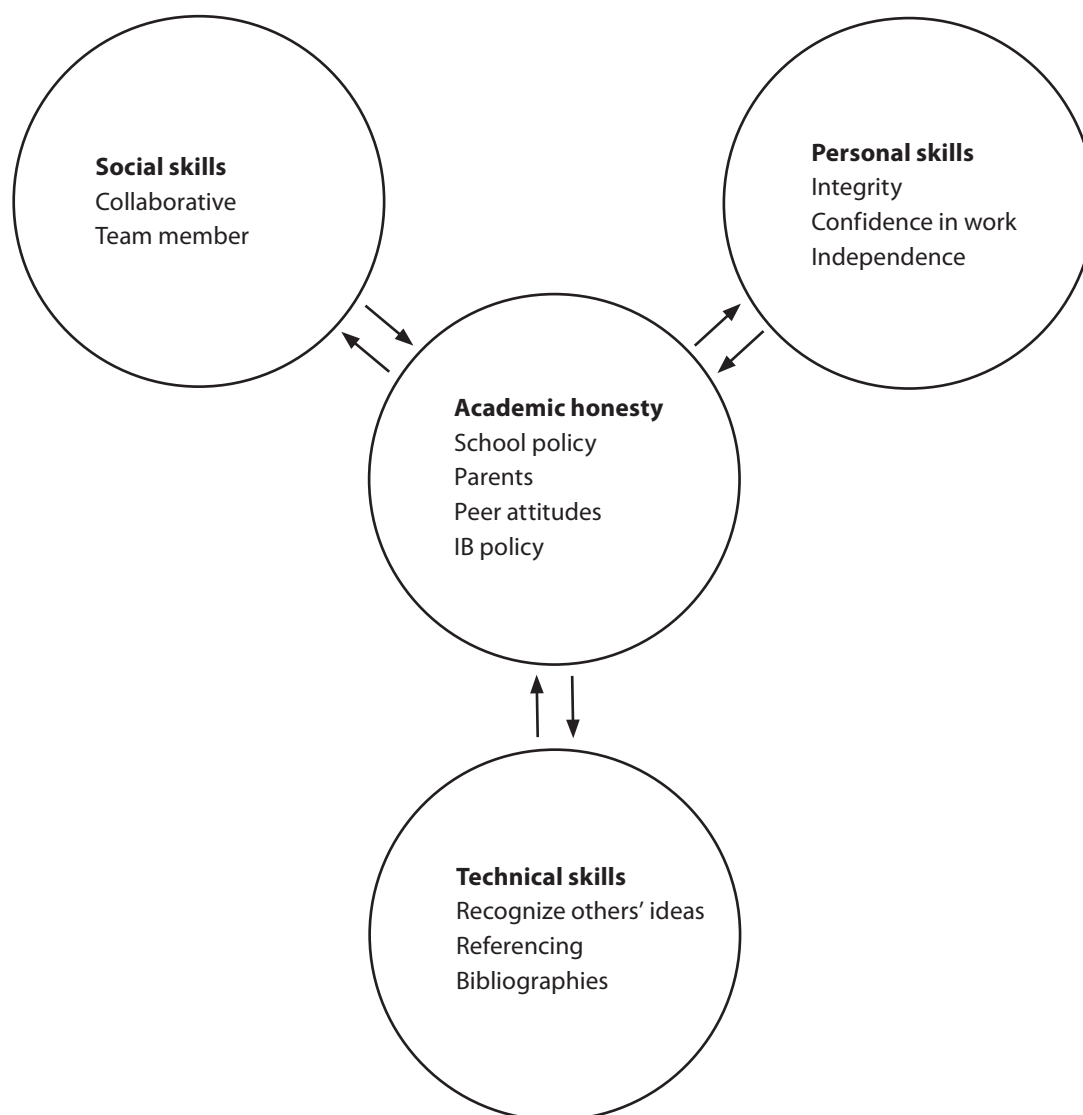 Social skills
Collaborative
Team member
Personal skills
Integrity
Confidence in work
Independence
Academic honesty
School policy
Parents
Peer attitudes
IB policy
Technical skills
Recognize others’ ideas
Referencing
Bibliographies